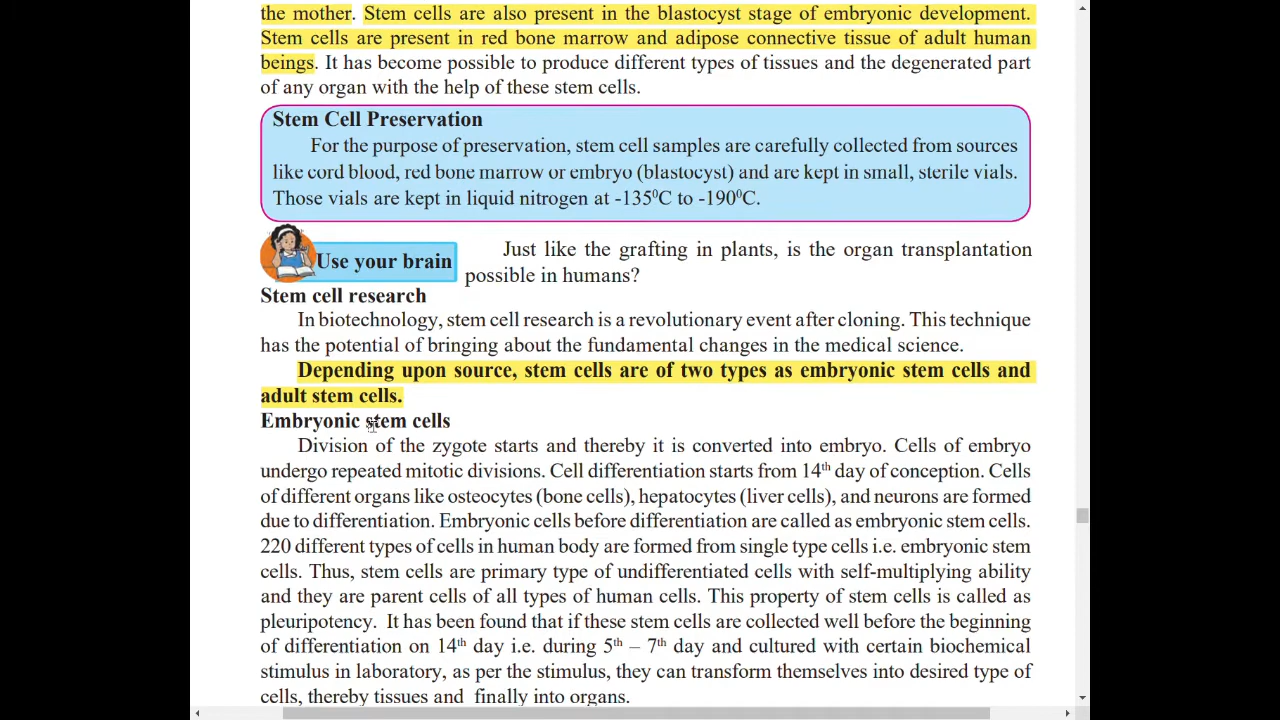 the mother. Stem cells are also present in the blastocyst stage of embryonic development.
Stem cells are present in red bone marrow and adipose connective tissue of adult human
beings. It has become possible to produce different types of tissues and the degenerated part
of any organ with the help of these stem cells.
Stem Cell Preservation
For the purpose of preservation, stem cell samples are carefully collected from sources
like cord blood, red bone marrow or embryo (blastocyst) and are kept in small, sterile vials.
Those vials are kept in liquid nitrogen at -135⁰C to -190⁰C.
Use your brain
Just like the grafting in plants, is the organ transplantation
possible in humans?
Stem cell research
In biotechnology, stem cell research is a revolutionary event after cloning. This technique
has the potential of bringing about the fundamental changes in the medical science.
Depending upon source, stem cells are of two types as embryonic stem cells and
adult stem cells.
Embryonic stem cells
Division of the zygote starts and thereby it is converted into embryo. Cells of embryo
undergo repeated mitotic divisions. Cell differentiation starts from 14th day of conception. Cells
of different organs like osteocytes (bone cells), hepatocytes (liver cells), and neurons are formed
due to differentiation. Embryonic cells before differentiation are called as embryonic stem cells.
220 different types of cells in human body are formed from single type cells i.e. embryonic stem
cells. Thus, stem cells are primary type of undifferentiated cells with self-multiplying ability
and they are parent cells of all types of human cells. This property of stem cells is called as
pleuripotency. It has been found that if these stem cells are collected well before the beginning
of differentiation on 14th day i.e. during 5th – 7th day and cultured with certain biochemical
stimulus in laboratory, as per the stimulus, they can transform themselves into desired type of
cells, thereby tissues and finally into organs.